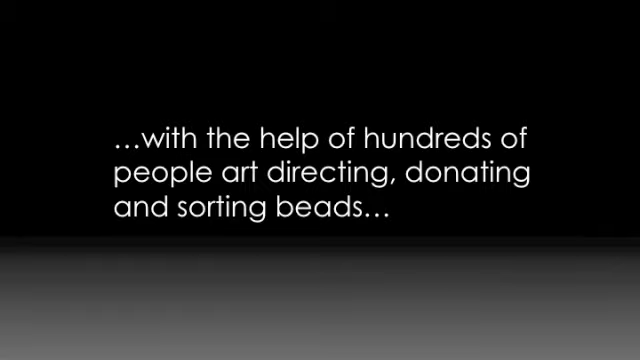 …with the help of hundreds of
people art directing, donating
and sorting beads…